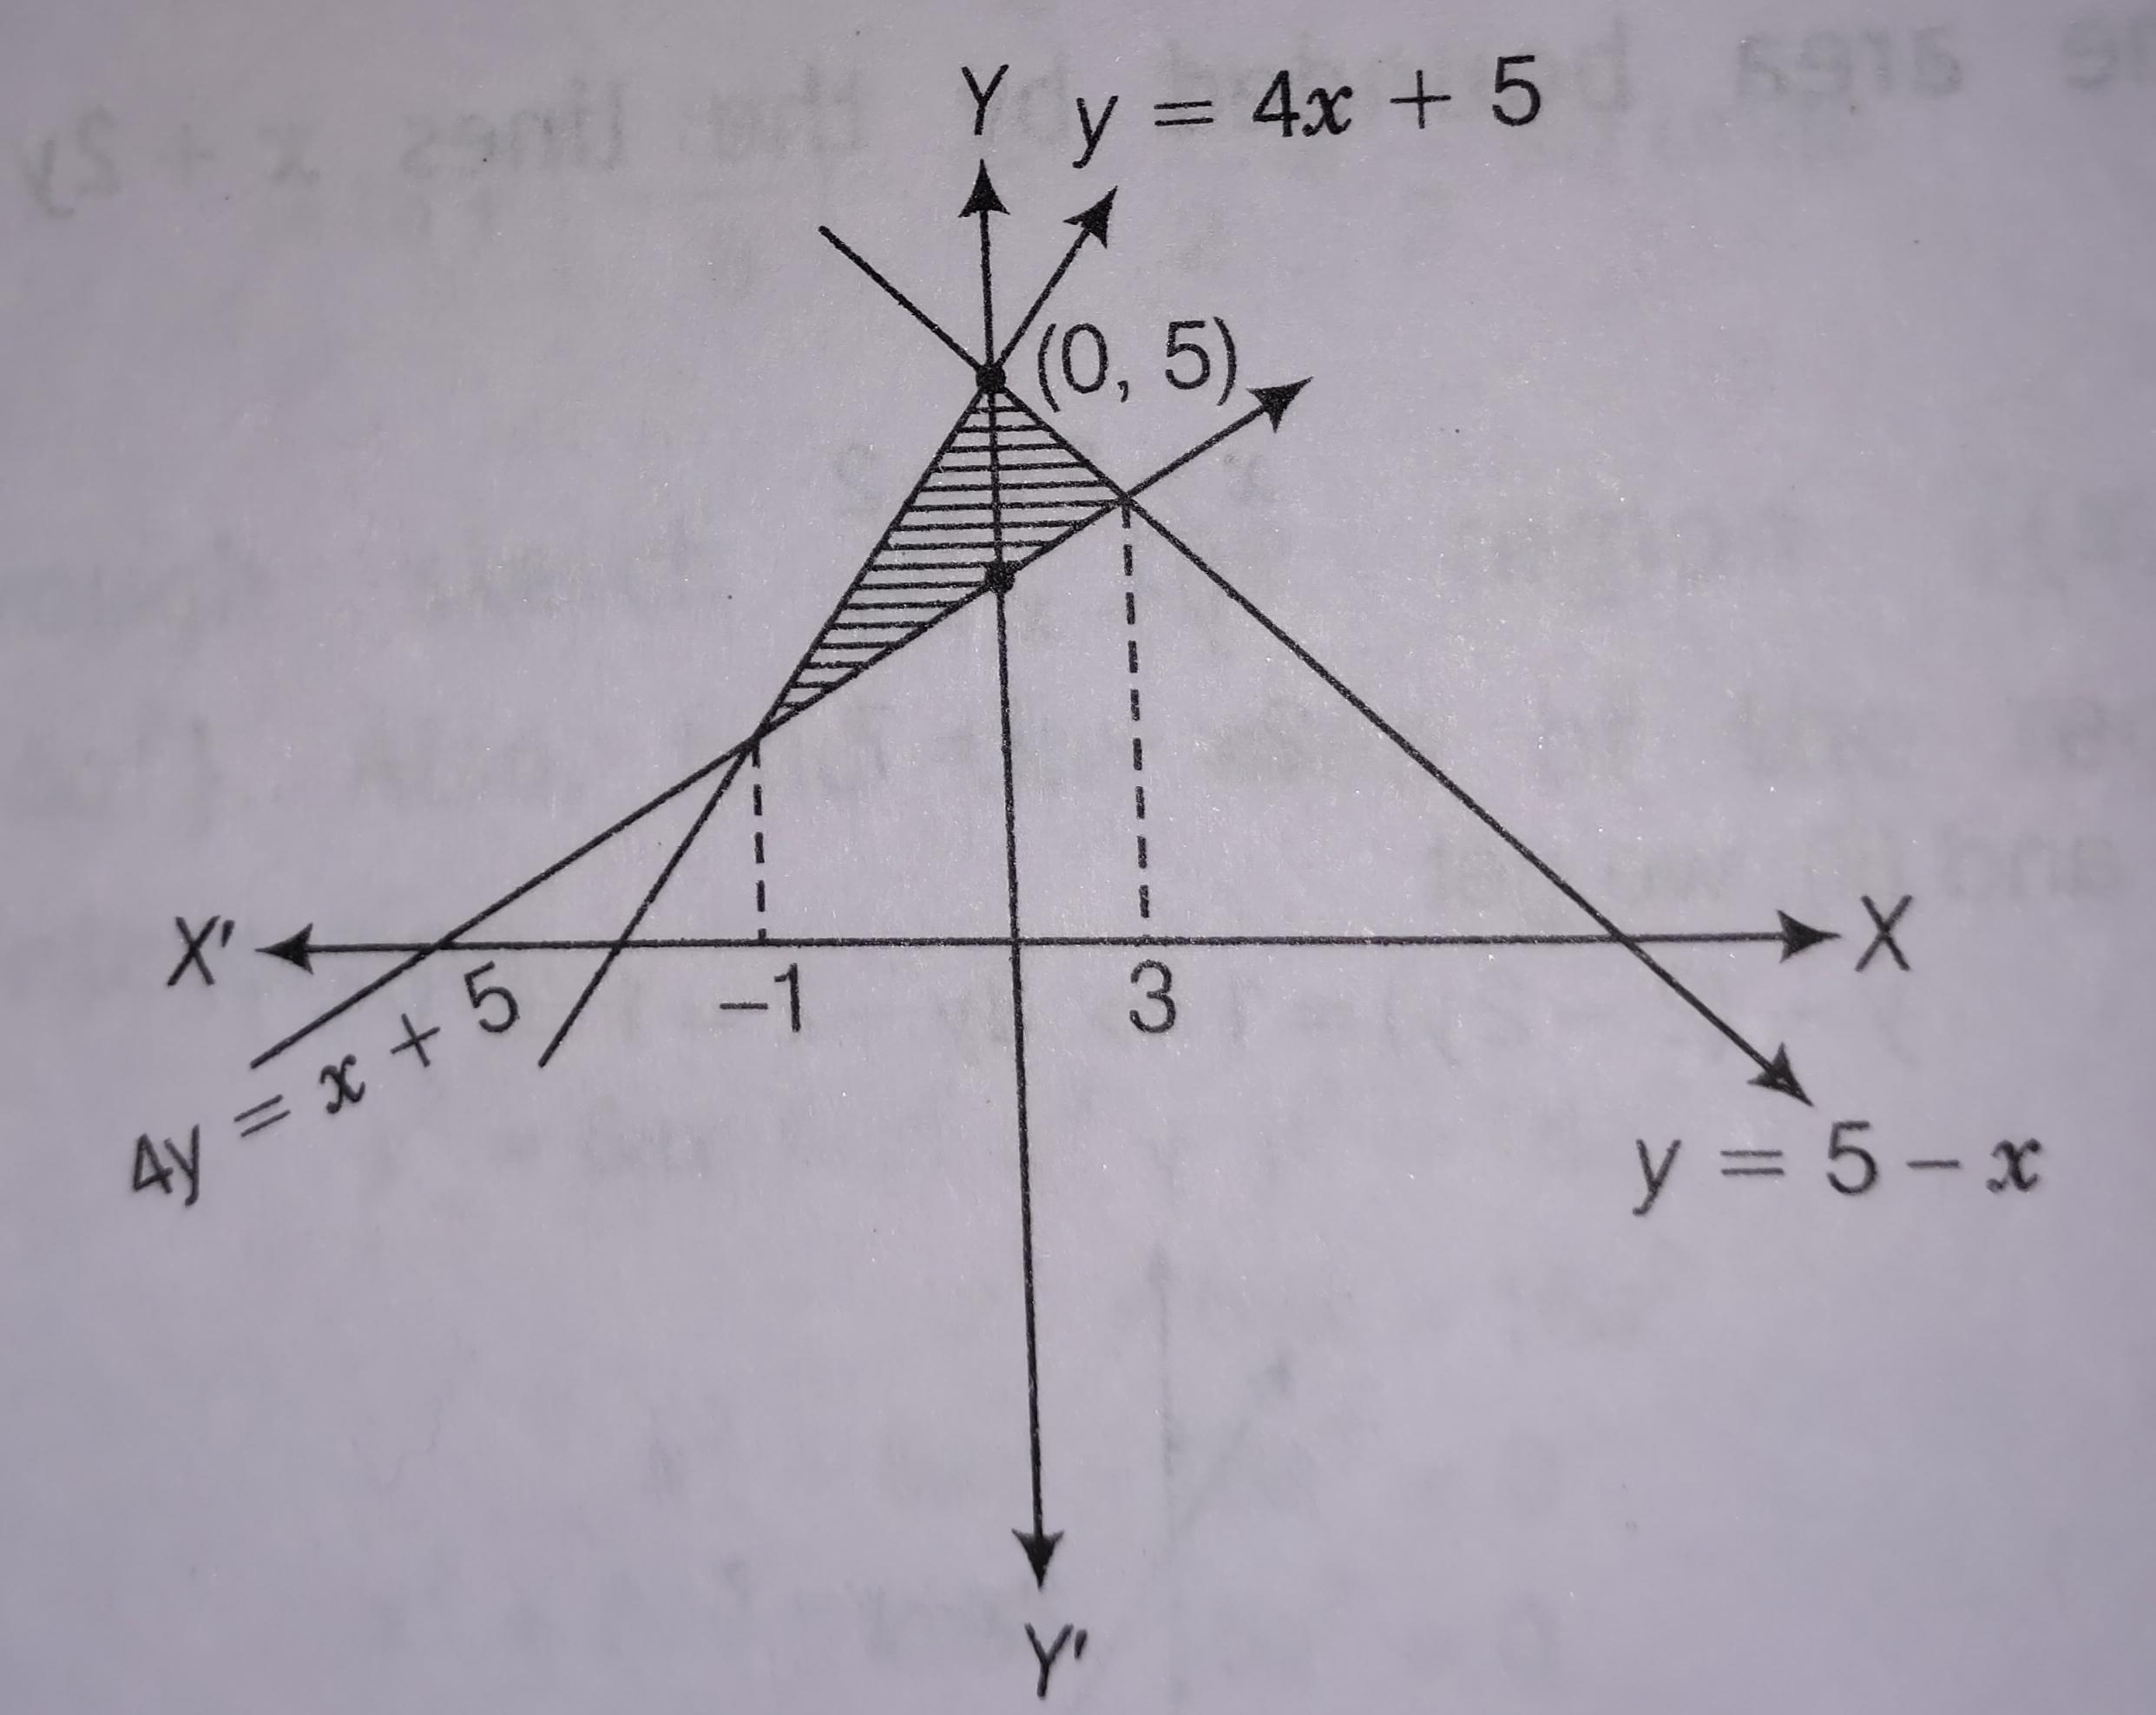 Y y = 4x + 5
(0, 5)
X' X
-1 3
4y = x + 5
y = 5 – x
Y'